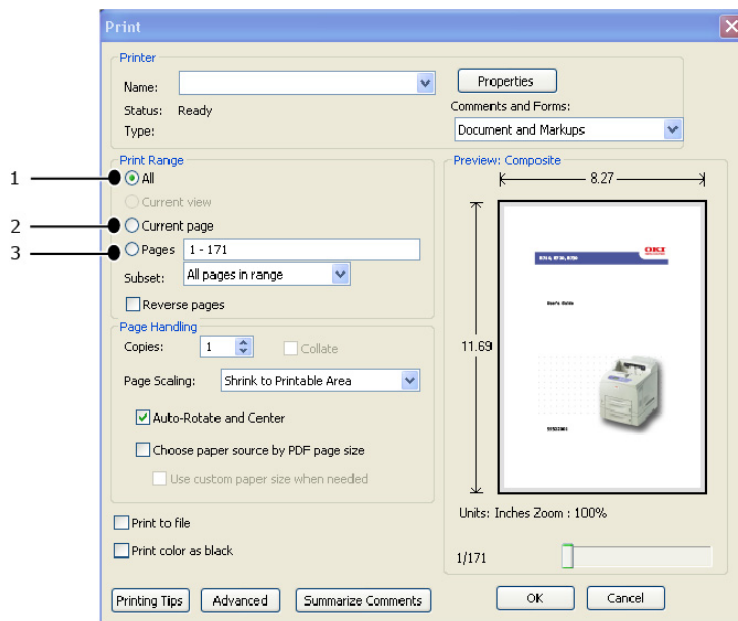 Print
Printer
Name:
Properties
Status: Ready
Comments and Forms:
Type:
Document and Markups
Print Range
1
All
Current view
2
Current page
3
Pages 1 - 171
Subset: All pages in range
Reverse pages
Page Handling
Copies: 1 Collate
Page Scaling: Shrink to Printable Area
Auto-Rotate and Center
Choose paper source by PDF page size
Use custom paper size when needed
Print to file
Print color as black
Preview: Composite
8.27
11.69
OKI
User's Guide
Units: Inches Zoom : 100%
1/171
Printing Tips Advanced Summarize Comments OK Cancel